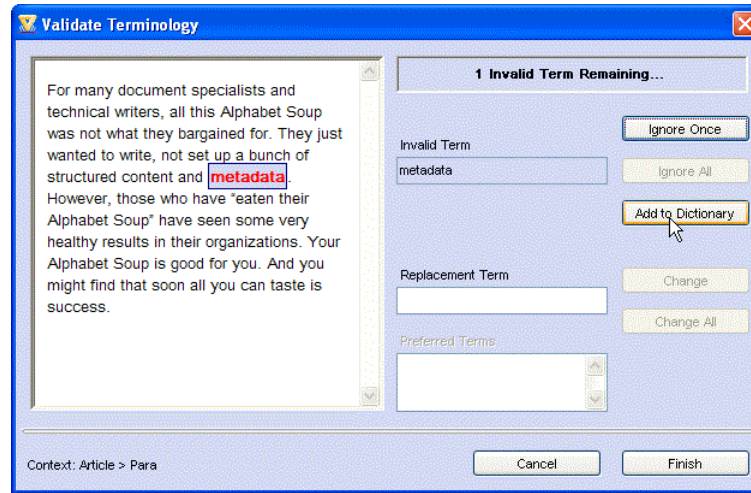 Validate Terminology
For many document specialists and
technical writers, all this Alphabet Soup
was not what they bargained for. They just
wanted to write, not set up a bunch of
structured content and metadata.
However, those who have “eaten their
Alphabet Soup” have seen some very
healthy results in their organizations. Your
Alphabet Soup is good for you. And you
might find that soon all you can taste is
success.
1 Invalid Term Remaining...
Ignore Once
Invalid Term
metadata
Ignore All
Add to Dictionary
Replacement Term
Change
Change All
Preferred Terms
Context: Article > Para
Cancel
Finish